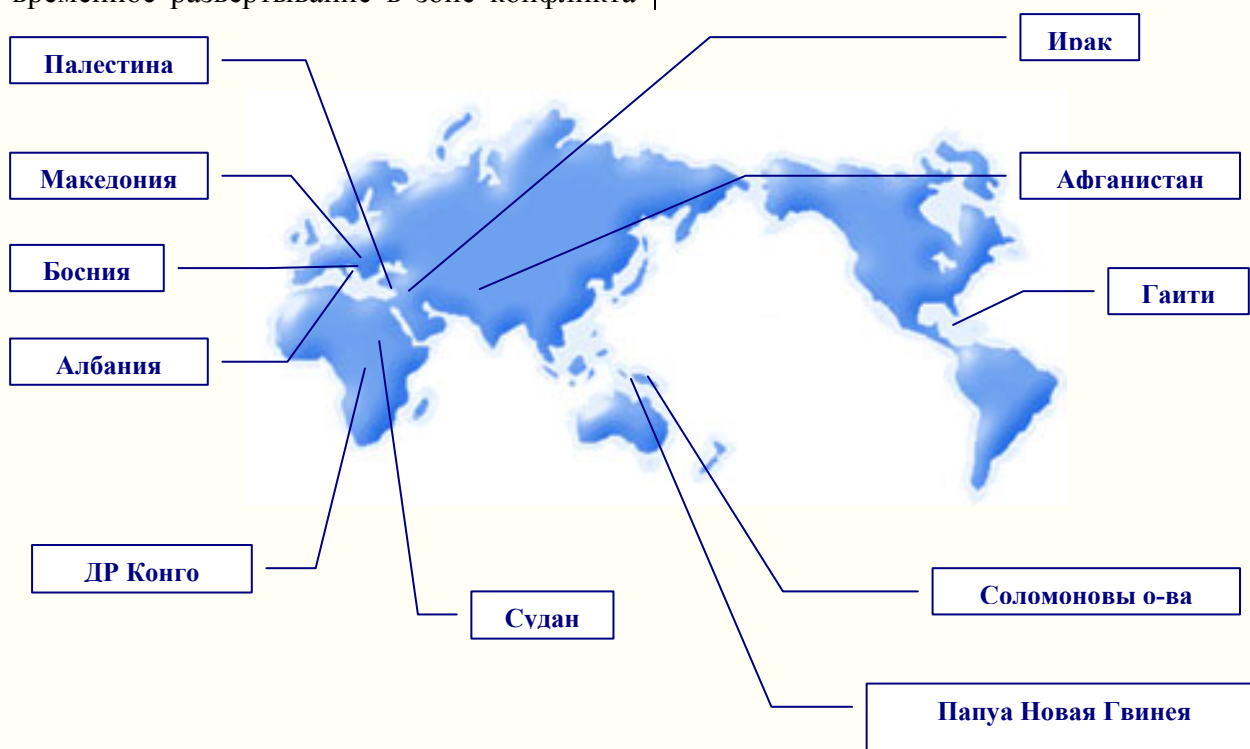 временное развертывание в зоне конфликта
Палестина
Ирак
Македония
Афганистан
Босния
Гаити
Албания
ДР Конго
Судан
Соломоновы о-ва
Папуа Новая Гвинея